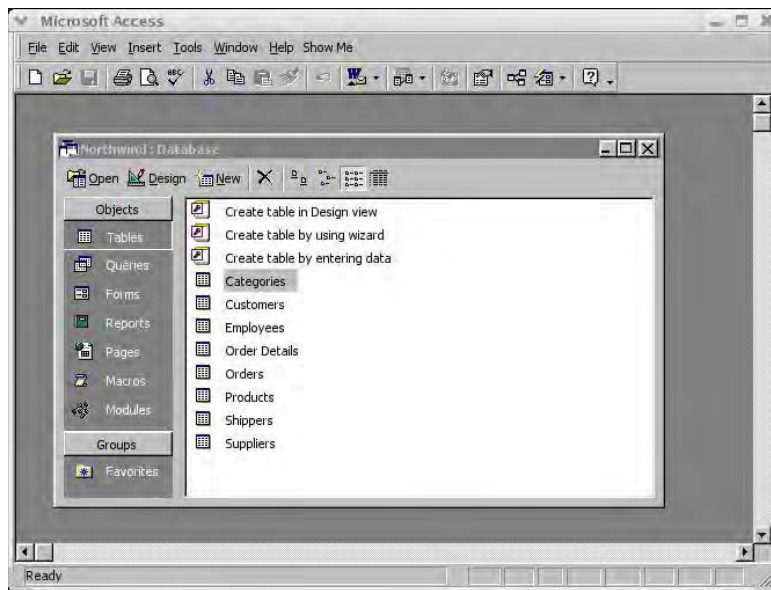 Microsoft Access
File Edit View Insert Tools Window Help Show Me
Northwind : Database
Open Design New
Objects
Tables
Queries
Forms
Reports
Pages
Macros
Modules
Groups
Favorites
Create table in Design view
Create table by using wizard
Create table by entering data
Categories
Customers
Employees
Order Details
Orders
Products
Shippers
Suppliers
Ready